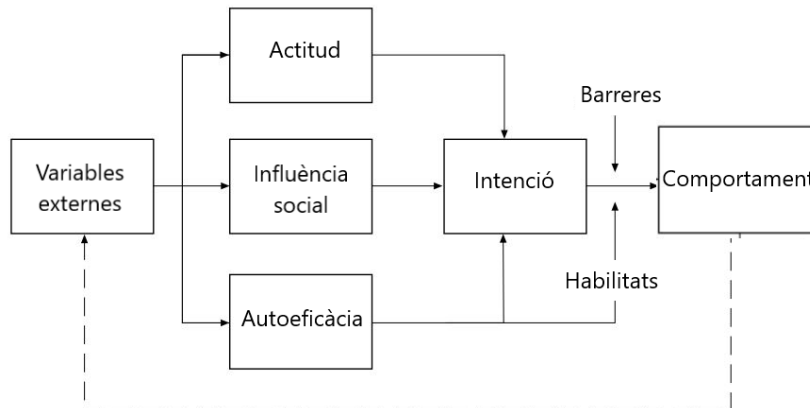 Actitud
Barreres
Variables
externes
Influència
social
Intenció
Comportament
Habilitats
Autoeficàcia